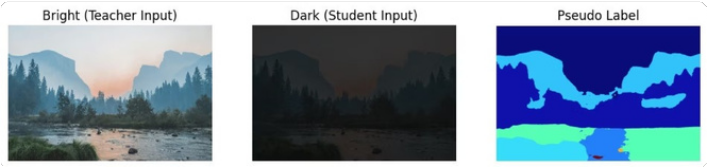 Bright (Teacher Input)
Dark (Student Input)
Pseudo Label